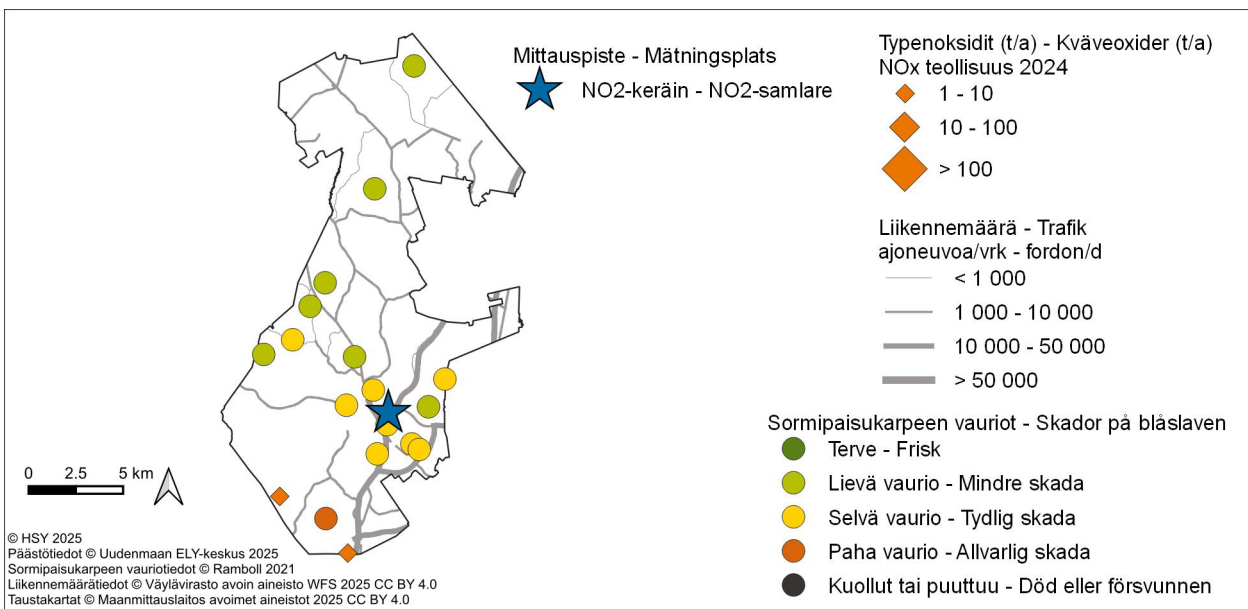 Mittauspiste - Mätningsplats
NO2-keräin - NO2-samlare
Typenoksidit (t/a) - Kväveoxider (t/a)
NOx teollisuus 2024
1 - 10
10 - 100
> 100
Liikennemäärä - Trafik
ajoneuvoa/vrk - fordon/d
< 1 000
1 000 - 10 000
10 000 - 50 000
> 50 000
Sormipaisukarpeen vauriot - Skador på blåslaven
Terve - Frisk
Lievä vaurio - Mindre skada
Selvä vaurio - Tydlig skada
Paha vaurio - Allvarlig skada
Kuollut tai puuttuu - Död eller försvunnen
0 2.5 5 km
© HSY 2025
Päästötiedot © Uudenmaan ELY-keskus 2025
Sormipaisukarpeen vauriotiedot © Ramboll 2021
Liikennemäärätiedot © Väylävirasto avoin aineisto WFS 2025 CC BY 4.0
Taustakartat © Maanmittauslaitos avoimet aineistot 2025 CC BY 4.0